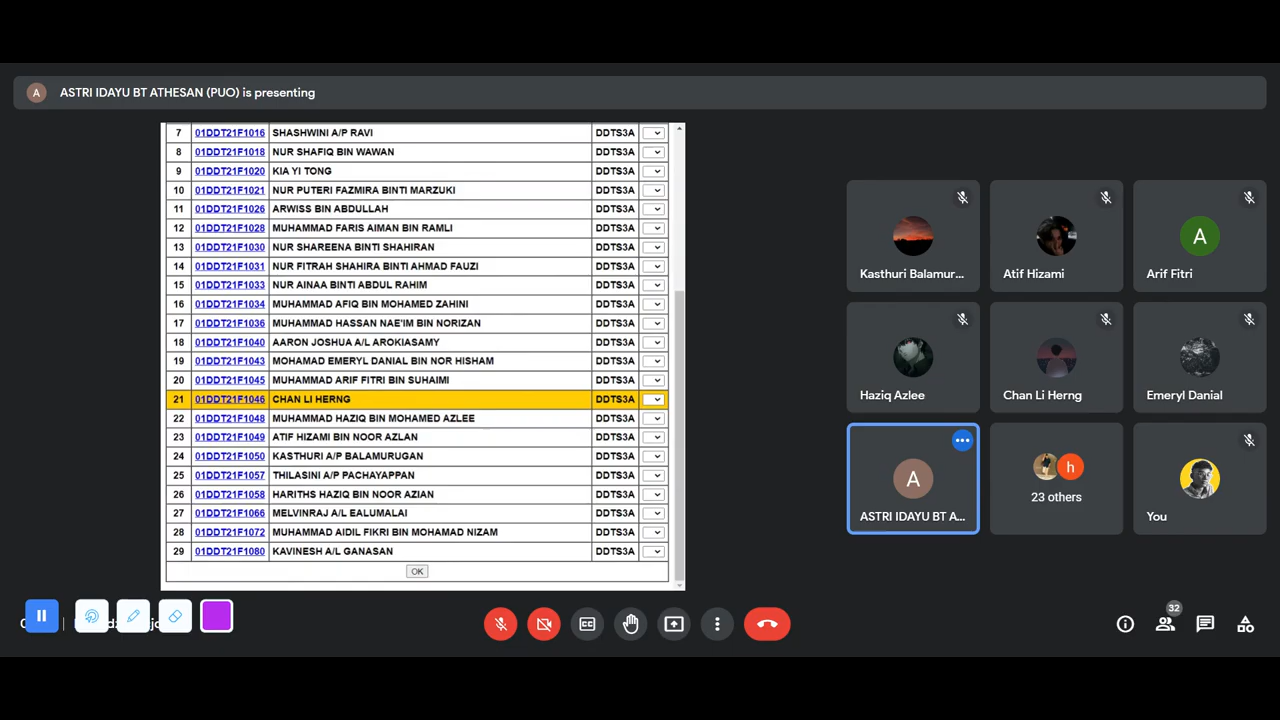 A ASTRI IDAYU BT ATHESAN (PUO) is presenting
7 01DDT21F1016 SHASHWINI A/P RAVI DDTS3A
8 01DDT21F1018 NUR SHAFIQ BIN WAWAN DDTS3A
9 01DDT21F1020 KIA YI TONG DDTS3A
10 01DDT21F1021 NUR PUTERI FAZMIRA BINTI MARZUKI DDTS3A
11 01DDT21F1026 ARWISS BIN ABDULLAH DDTS3A
12 01DDT21F1028 MUHAMMAD FARIS AIMAN BIN RAMLI DDTS3A
13 01DDT21F1030 NUR SHAREENA BINTI SHAHIRAN DDTS3A
14 01DDT21F1031 NUR FITRAH SHAHIRA BINTI AHMAD FAUZI DDTS3A
15 01DDT21F1033 NUR AINAA BINTI ABDUL RAHIM DDTS3A
16 01DDT21F1034 MUHAMMAD AFIQ BIN MOHAMED ZAHINI DDTS3A
17 01DDT21F1036 MUHAMMAD HASSAN NAE'IM BIN NORIZAN DDTS3A
18 01DDT21F1040 AARON JOSHUA A/L AROKIASAMY DDTS3A
19 01DDT21F1043 MOHAMAD EMERYL DANIAL BIN NOR HISHAM DDTS3A
20 01DDT21F1045 MUHAMMAD ARIF FITRI BIN SUHAIMI DDTS3A
21 01DDT21F1046 CHAN LI HERNG DDTS3A
22 01DDT21F1048 MUHAMMAD HAZIQ BIN MOHAMED AZLEE DDTS3A
23 01DDT21F1049 ATIF HIZAMI BIN NOOR AZLAN DDTS3A
24 01DDT21F1050 KASTHURI A/P BALAMURUGAN DDTS3A
25 01DDT21F1057 THILASINI A/P PACHAYAPPAN DDTS3A
26 01DDT21F1058 HARITHS HAZIQ BIN NOOR AZIAN DDTS3A
27 01DDT21F1066 MELVINRAJ A/L EALUMALAI DDTS3A
28 01DDT21F1072 MUHAMMAD AIDIL FIKRI BIN MOHAMAD NIZAM DDTS3A
29 01DDT21F1080 KAVINESH A/L GANASAN DDTS3A
OK
A
Kasthuri Balamur... Atif Hizami Arif Fitri
Haziq Azlee Chan Li Herng Emeryl Danial
A h
ASTRI IDAYU BT A... 23 others You
CC
32